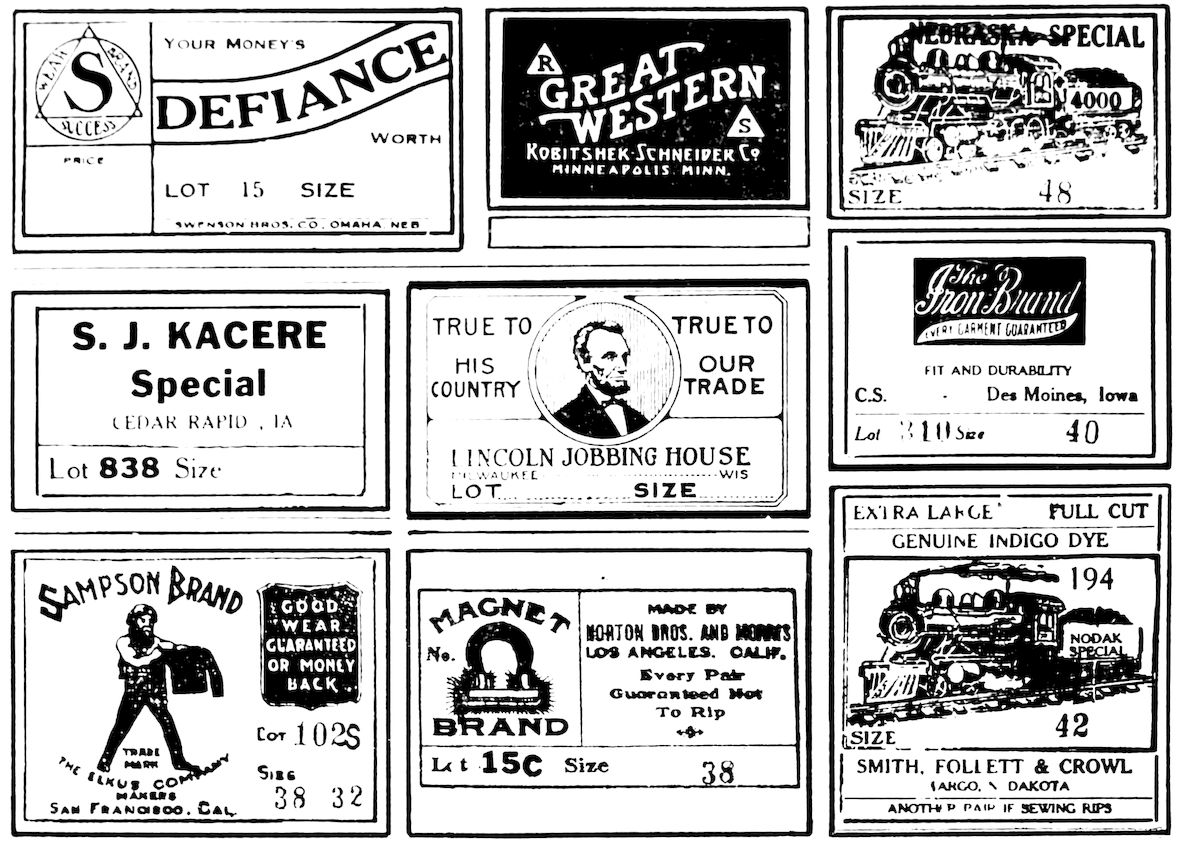 WEAR BRAND SUCCESS
S
PRICE
YOUR MONEY'S
DEFIANCE
WORTH
LOT 15 SIZE
SWENSON BROS. CO. OMAHA NEB
R
GREAT
WESTERN
S
KOBITSHEK-SCHNEIDER Co
MINNEAPOLIS. MINN.
NEBRASKA SPECIAL
4000
SIZE 48
S. J. KACERE
Special
CEDAR RAPID , IA
Lot 838 Size
TRUE TO
HIS
COUNTRY
TRUE TO
OUR
TRADE
LINCOLN JOBBING HOUSE
MILWAUKEE WIS
LOT SIZE
The
Iron Brand
EVERY GARMENT GUARANTEED
FIT AND DURABILITY
C.S. Des Moines, Iowa
Lot 310 Size 40
SAMPSON BRAND
GOOD
WEAR
GUARANTEED
OR MONEY
BACK
TRADE
MARK
THE ELKUS COMPANY
MAKERS
SAN FRANCISCO. CAL.
LOT 102S
SIZE
38 32
MAGNET
No.
BRAND
MADE BY
NORTON BROS. AND MORRIS
LOS ANGELES. CALIF.
Every Pair
Guaranteed Not
To Rip
Lot 15C Size 38
EXTRA LARGE FULL CUT
GENUINE INDIGO DYE
194
NODAK
SPECIAL
SIZE 42
SMITH, FOLLETT & CROWL
FARGO, N DAKOTA
ANOTHER PAIR IF SEWING RIPS